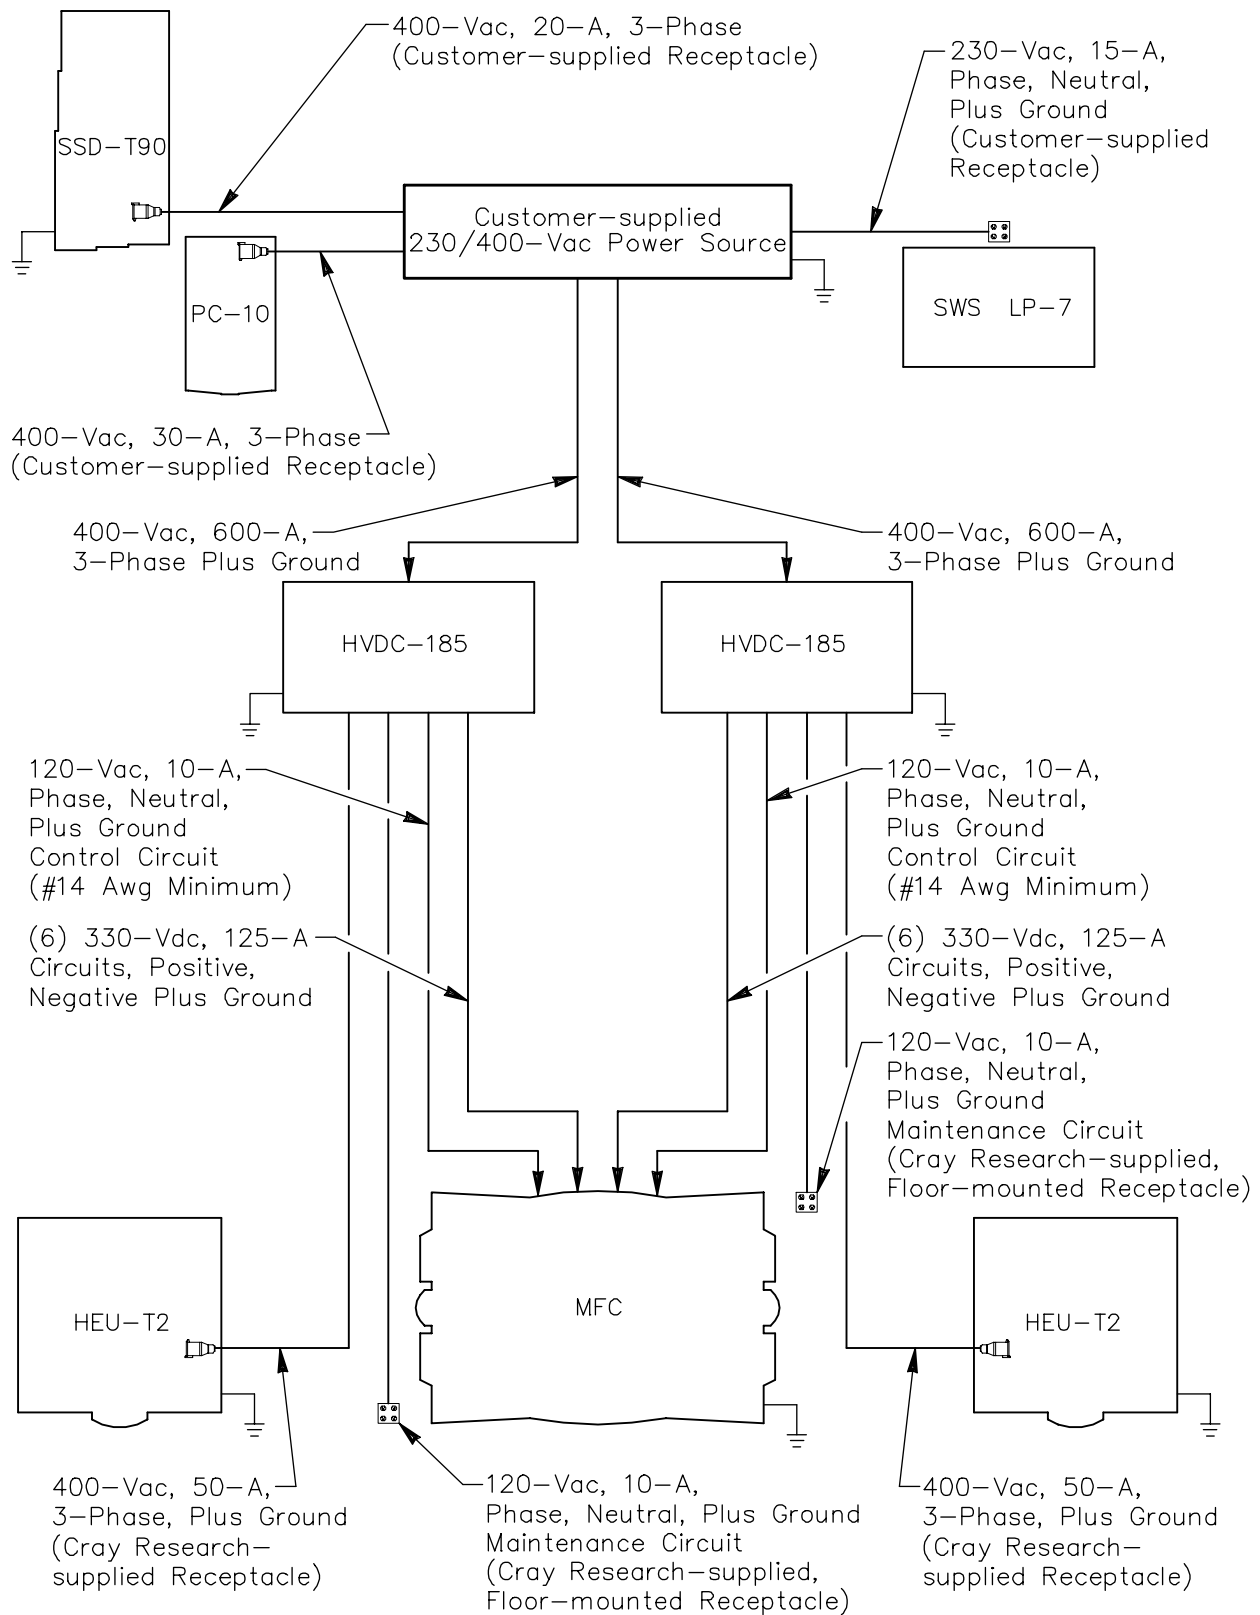 400-Vac, 20-A, 3-Phase
(Customer-supplied Receptacle)
230-Vac, 15-A,
Phase, Neutral,
Plus Ground
(Customer-supplied
Receptacle)
SSD-T90
Customer-supplied
230/400-Vac Power Source
PC-10
SWS LP-7
400-Vac, 30-A, 3-Phase
(Customer-supplied Receptacle)
400-Vac, 600-A,
3-Phase Plus Ground
400-Vac, 600-A,
3-Phase Plus Ground
HVDC-185
HVDC-185
120-Vac, 10-A,
Phase, Neutral,
Plus Ground
Control Circuit
(#14 Awg Minimum)
120-Vac, 10-A,
Phase, Neutral,
Plus Ground
Control Circuit
(#14 Awg Minimum)
(6) 330-Vdc, 125-A
Circuits, Positive,
Negative Plus Ground
(6) 330-Vdc, 125-A
Circuits, Positive,
Negative Plus Ground
120-Vac, 10-A,
Phase, Neutral,
Plus Ground
Maintenance Circuit
(Cray Research-supplied,
Floor-mounted Receptacle)
HEU-T2
MFC
HEU-T2
400-Vac, 50-A,
3-Phase, Plus Ground
(Cray Research-
supplied Receptacle)
120-Vac, 10-A,
Phase, Neutral, Plus Ground
Maintenance Circuit
(Cray Research-supplied,
Floor-mounted Receptacle)
400-Vac, 50-A,
3-Phase, Plus Ground
(Cray Research-
supplied Receptacle)